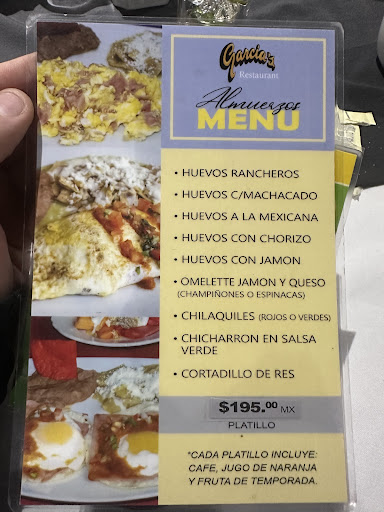 Garcia's
Restaurant
Almuerzos
MENU
• HUEVOS RANCHEROS
• HUEVOS C/MACHACADO
• HUEVOS A LA MEXICANA
• HUEVOS CON CHORIZO
• HUEVOS CON JAMON
• OMELETTE JAMON Y QUESO
(CHAMPIÑONES O ESPINACAS)
• CHILAQUILES (ROJOS O VERDES)
• CHICHARRON EN SALSA
VERDE
• CORTADILLO DE RES
$195.00 MX
PLATILLO
*CADA PLATILLO INCLUYE:
CAFE, JUGO DE NARANJA
Y FRUTA DE TEMPORADA.